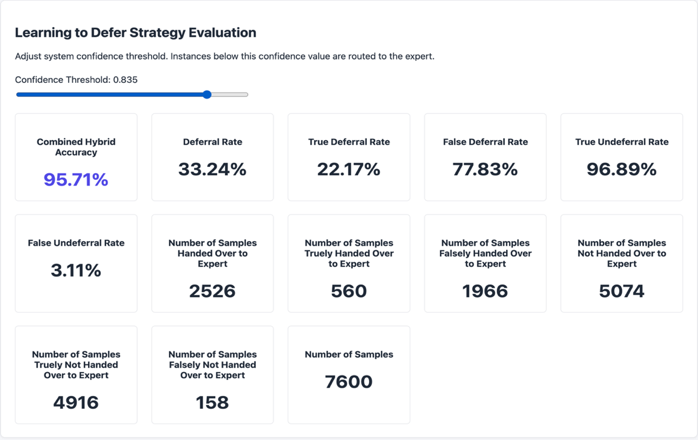 Learning to Defer Strategy Evaluation
Adjust system confidence threshold. Instances below this confidence value are routed to the expert.
Confidence Threshold: 0.835
Combined Hybrid
Accuracy
95.71%
Deferral Rate
33.24%
True Deferral Rate
22.17%
False Deferral Rate
77.83%
True Undeferral Rate
96.89%
False Undeferral Rate
3.11%
Number of Samples
Handed Over to
Expert
2526
Number of Samples
Truely Handed Over
to Expert
560
Number of Samples
Falsely Handed Over
to Expert
1966
Number of Samples
Not Handed Over to
Expert
5074
Number of Samples
Truely Not Handed
Over to Expert
4916
Number of Samples
Falsely Not Handed
Over to Expert
158
Number of Samples
7600